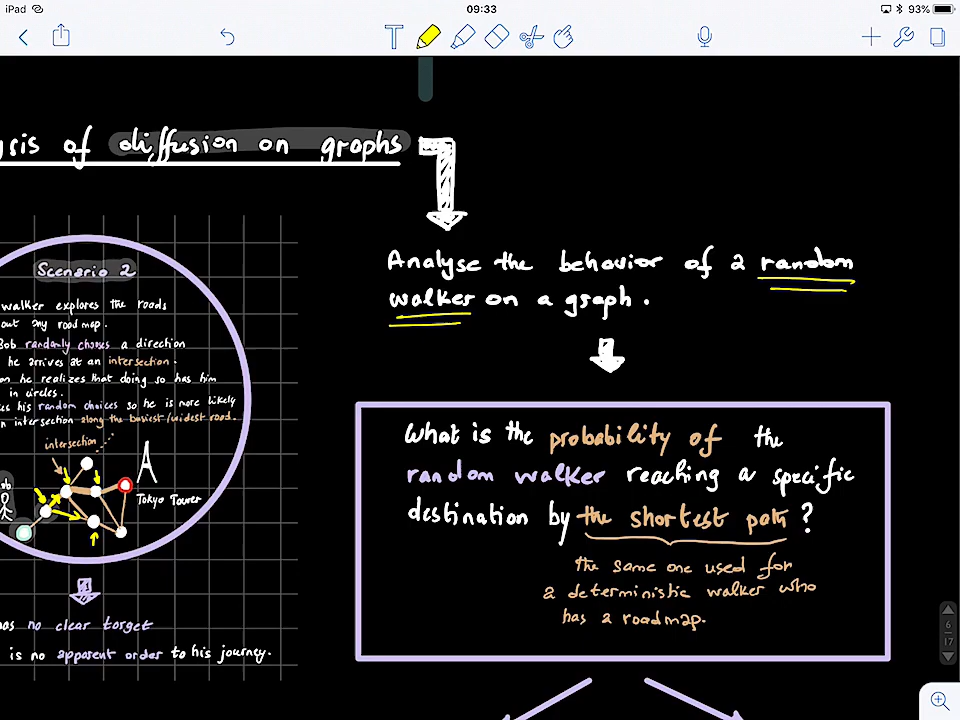 iPad
09:33
93%
T
of diffusion on graphs
Analyse the behavior of a random
walker on a graph.
Scenario 2
walker explores the roads
out any roadmap.
Bob randomly chooses a direction
he arrives at an intersection.
he realizes that doing so has him
in circles.
his random choices so he is more likely
intersection along the busiest/widest road.
intersection
Tokyo Tower
What is the probability of the
random walker reaching a specific
destination by the shortest path?
the same one used for
a deterministic walker who
has a roadmap.
no clear target
is no apparent order to his journey.
6
17